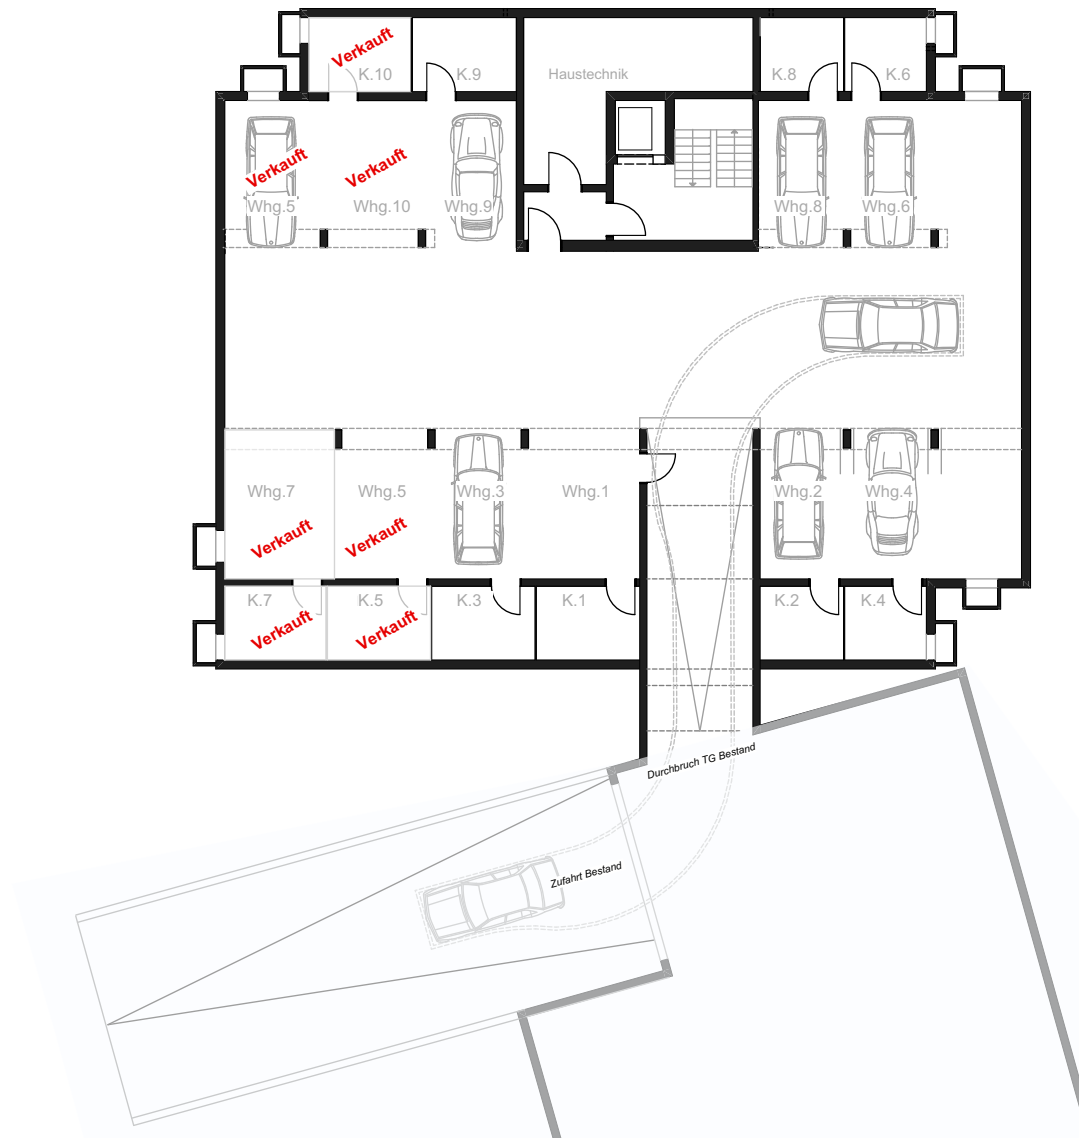 Verkauft
K.10
K.9
Haustechnik
K.8
K.6
Verkauft
Verkauft
Whg.5
Whg.10
Whg.9
Whg.8
Whg.6
Whg.7
Whg.5
Whg.3
Whg.1
Whg.2
Whg.4
Verkauft
Verkauft
K.7
K.5
K.3
K.1
K.2
K.4
Verkauft
Verkauft
Durchbruch TG Bestand
Zufahrt Bestand